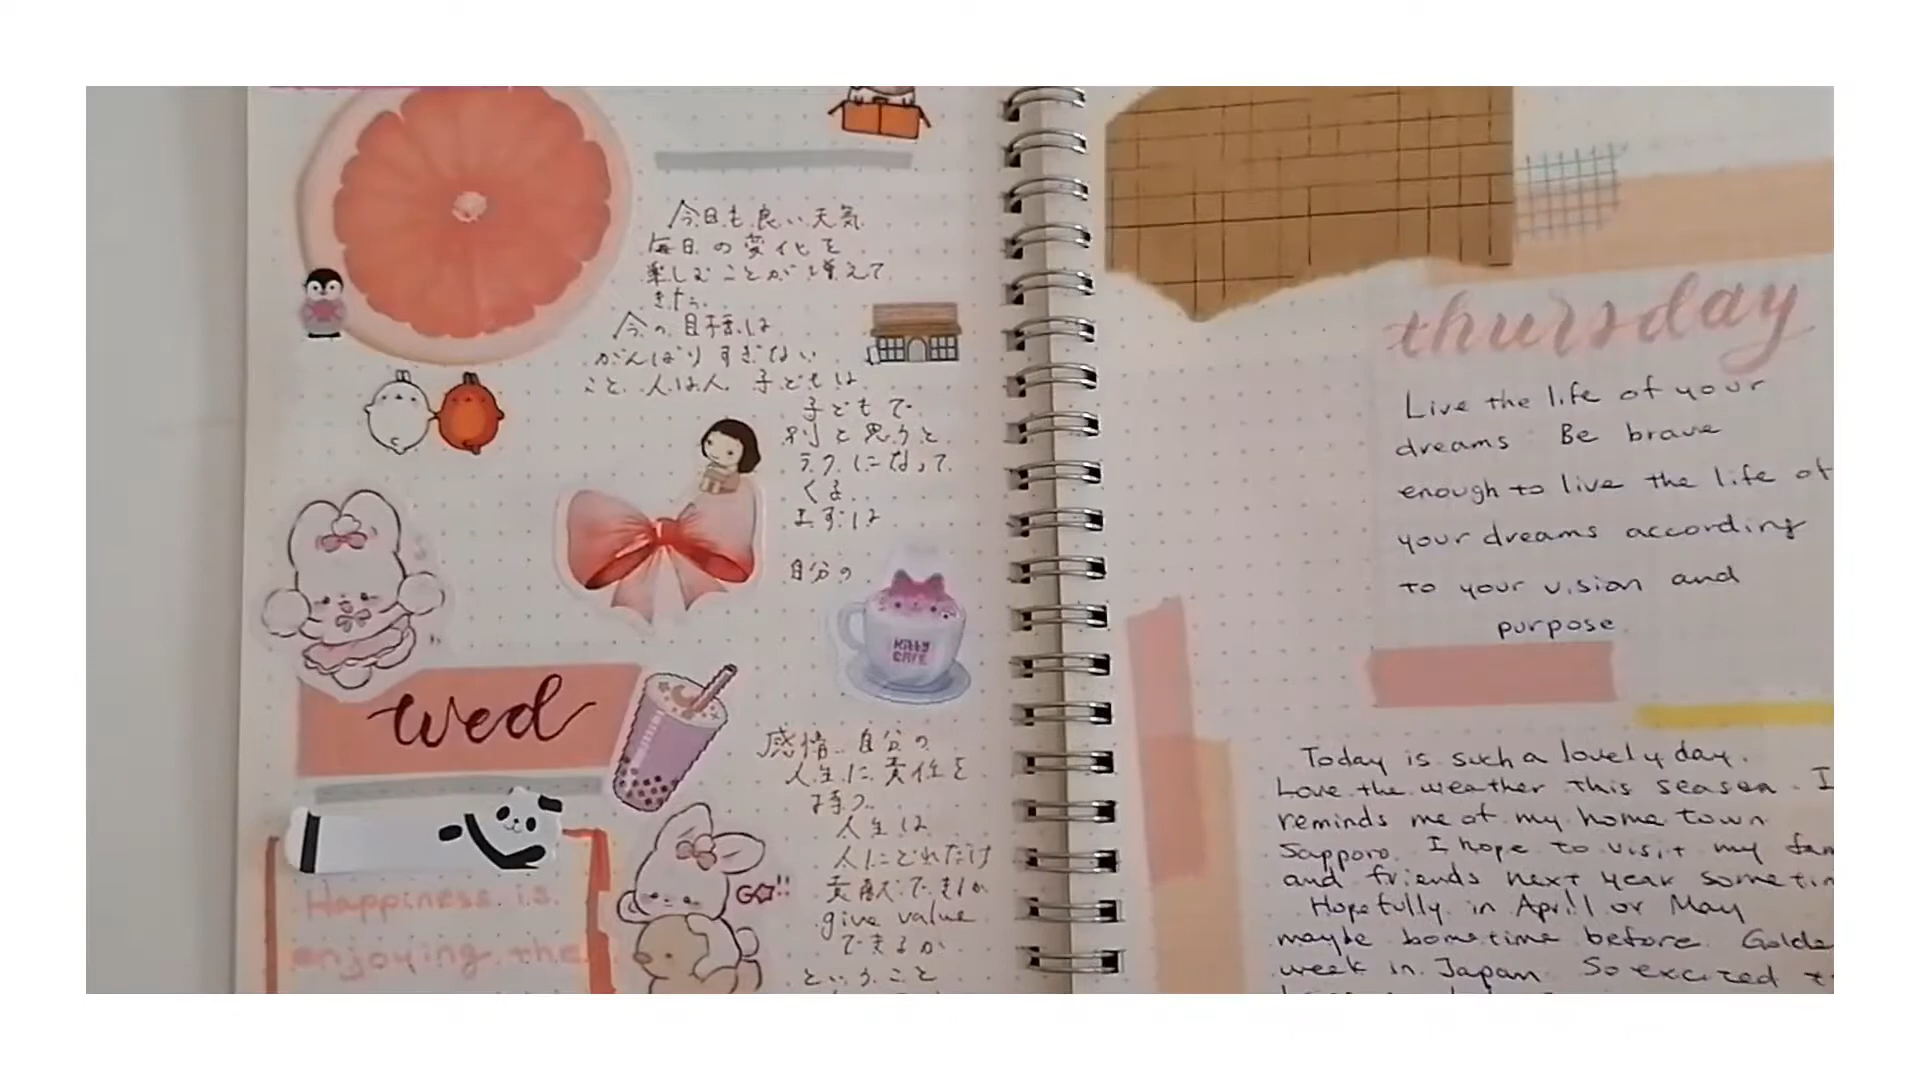 今日も良い天気
毎日の変化を
楽しむことが増えて
きた。
今の目標は
がんばりすぎない
こと、人は人、子どもは
子どもで
別と思うと
ラクになって
くる
まずは
自分の
KITTY
CAFE
wed
感情、自分の
人生に責任を
持つ
人生は
人にどれだけ
貢献できるか
give value
できるか
ということ
GO!!
Happiness is
enjoying the
thursday
Live the life of your
dreams Be brave
enough to live the life of
your dreams according
to your vision and
purpose
Today is such a lovely day.
Love the weather this season. I
reminds me of my home town
Sapporo. I hope to visit my fam
and friends next year sometim
Hopefully in April or May
maybe sometime before Golde
week in Japan. So excited t